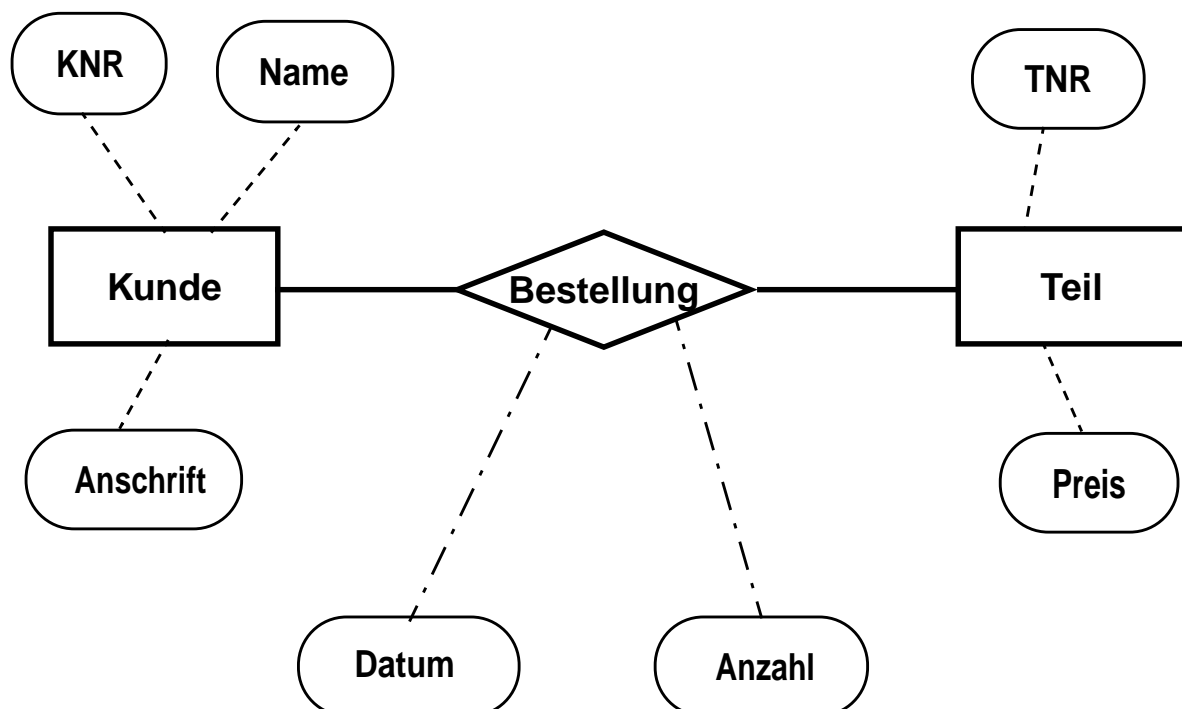 KNR
Name
TNR
Kunde
Bestellung
Teil
Anschrift
Preis
Datum
Anzahl